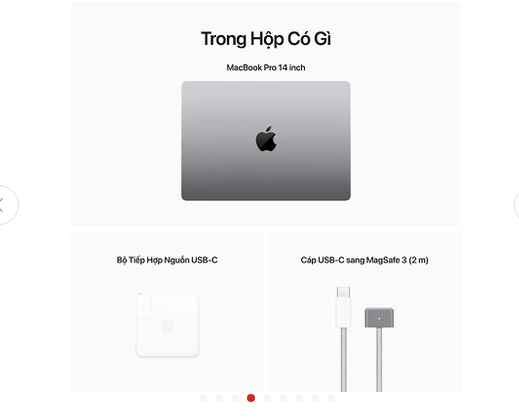 Trong Hộp Có Gì
MacBook Pro 14 inch
Bộ Tiếp Hợp Nguồn USB-C
Cáp USB-C sang MagSafe 3 (2 m)